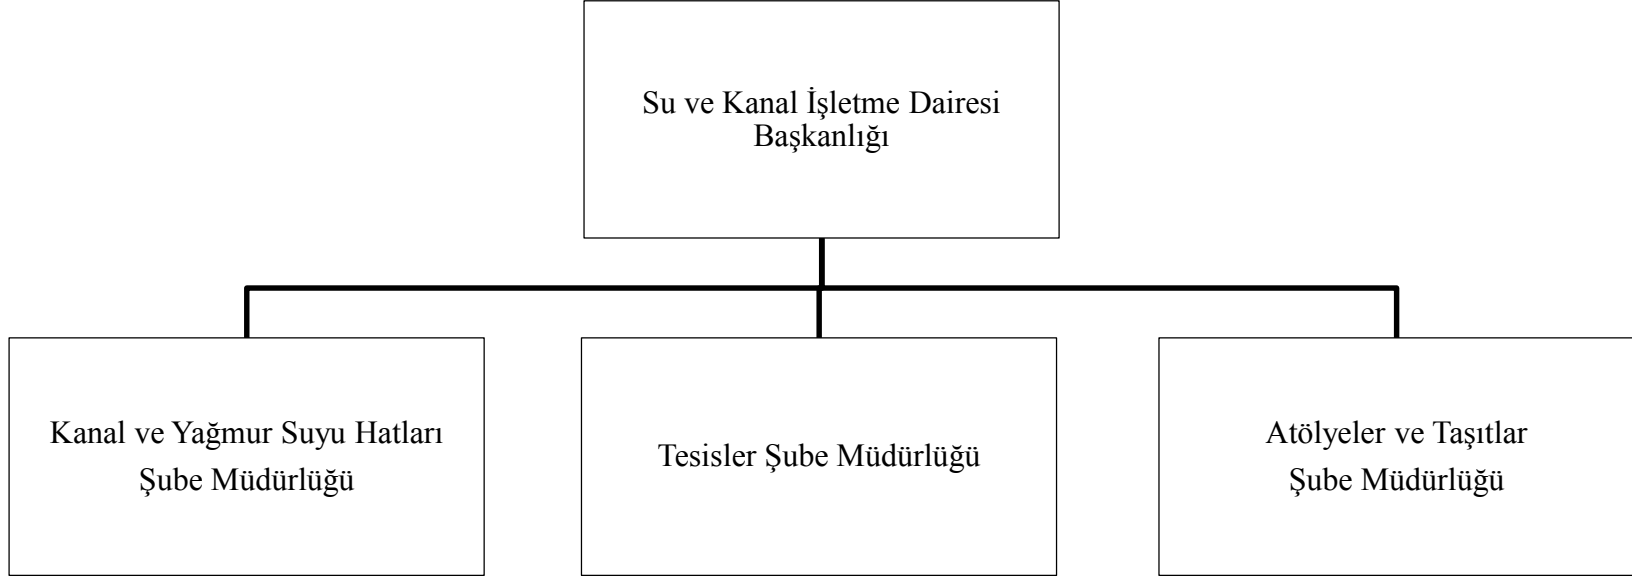 Su ve Kanal İşletme Dairesi
Başkanlığı
Kanal ve Yağmur Suyu Hatları
Şube Müdürlüğü
Tesisler Şube Müdürlüğü
Atölyeler ve Taşıtlar
Şube Müdürlüğü